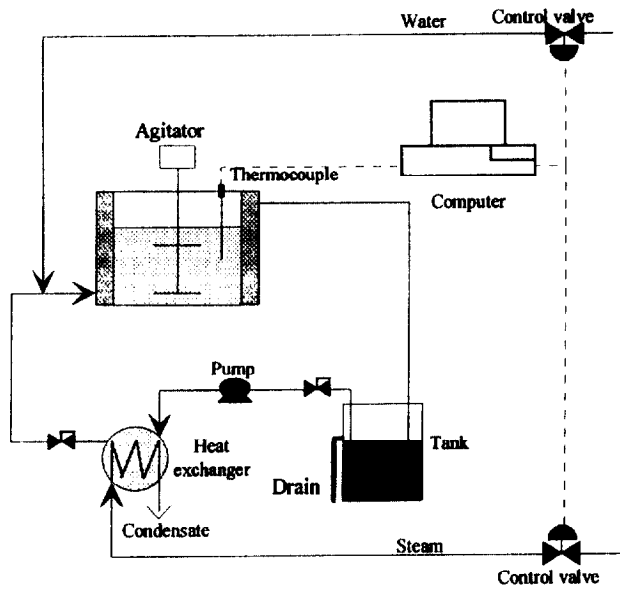 Control valve
Water
Agitator
Thermocouple
Computer
Pump
Heat
exchanger
Tank
Drain
Condensate
Steam
Control valve